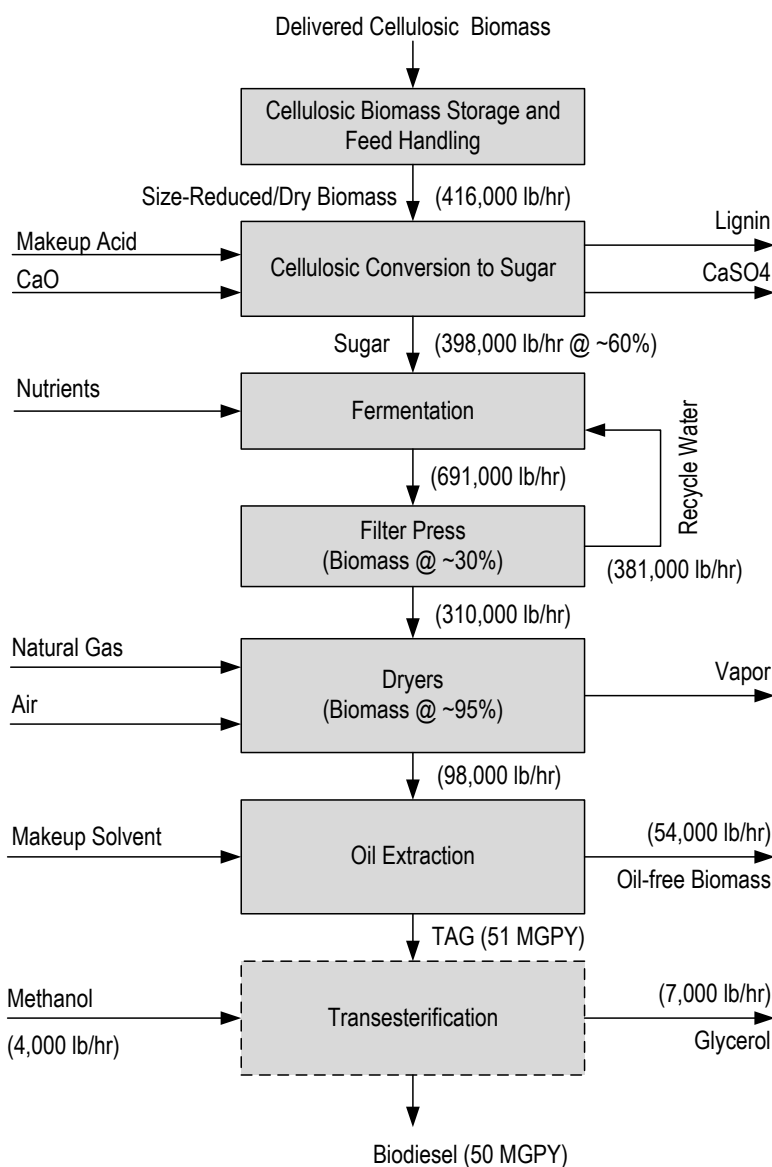 Delivered Cellulosic Biomass
Cellulosic Biomass Storage and
Feed Handling
Size-Reduced/Dry Biomass
(416,000 lb/hr)
Makeup Acid
CaO
Cellulosic Conversion to Sugar
Lignin
CaSO4
Sugar
(398,000 lb/hr @ ~60%)
Nutrients
Fermentation
Recycle Water
(691,000 lb/hr)
Filter Press
(Biomass @ ~30%)
(381,000 lb/hr)
(310,000 lb/hr)
Natural Gas
Air
Dryers
(Biomass @ ~95%)
Vapor
(98,000 lb/hr)
Makeup Solvent
Oil Extraction
(54,000 lb/hr)
Oil-free Biomass
TAG (51 MGPY)
Methanol
(4,000 lb/hr)
Transesterification
(7,000 lb/hr)
Glycerol
Biodiesel (50 MGPY)